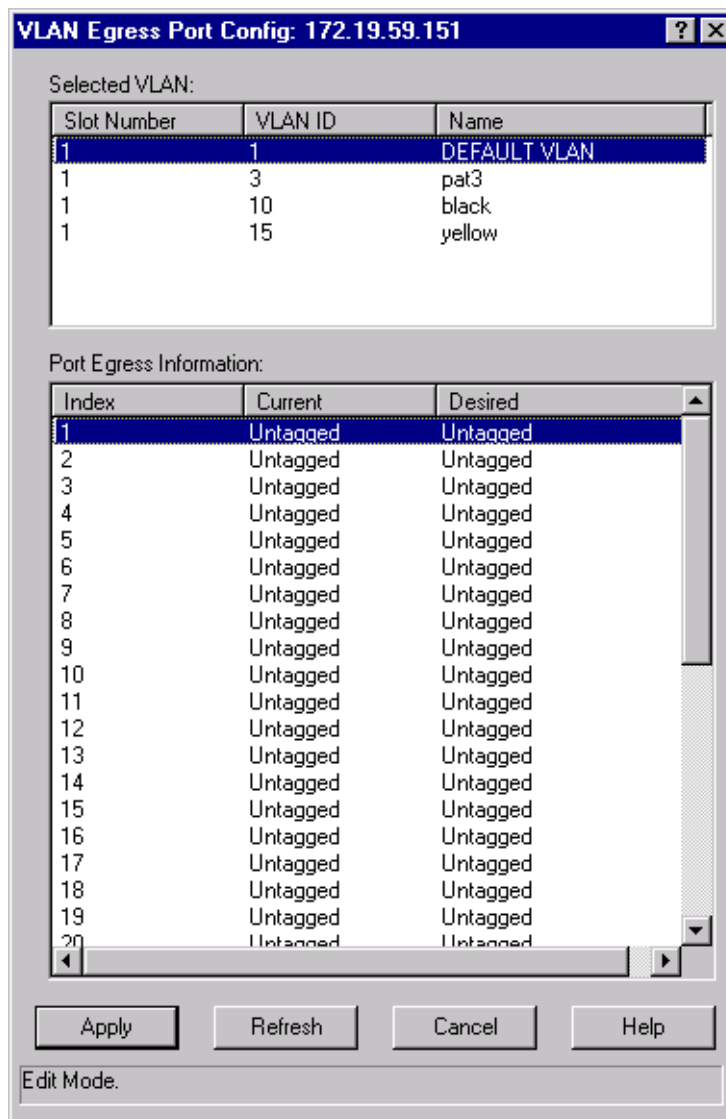 VLAN Egress Port Config: 172.19.59.151
Selected VLAN:
Slot Number VLAN ID Name
1 1 DEFAULT VLAN
1 3 pat3
1 10 black
1 15 yellow
Port Egress Information:
Index Current Desired
1 Untagged Untagged
2 Untagged Untagged
3 Untagged Untagged
4 Untagged Untagged
5 Untagged Untagged
6 Untagged Untagged
7 Untagged Untagged
8 Untagged Untagged
9 Untagged Untagged
10 Untagged Untagged
11 Untagged Untagged
12 Untagged Untagged
13 Untagged Untagged
14 Untagged Untagged
15 Untagged Untagged
16 Untagged Untagged
17 Untagged Untagged
18 Untagged Untagged
19 Untagged Untagged
20 Untagged Untagged
Apply Refresh Cancel Help
Edit Mode.